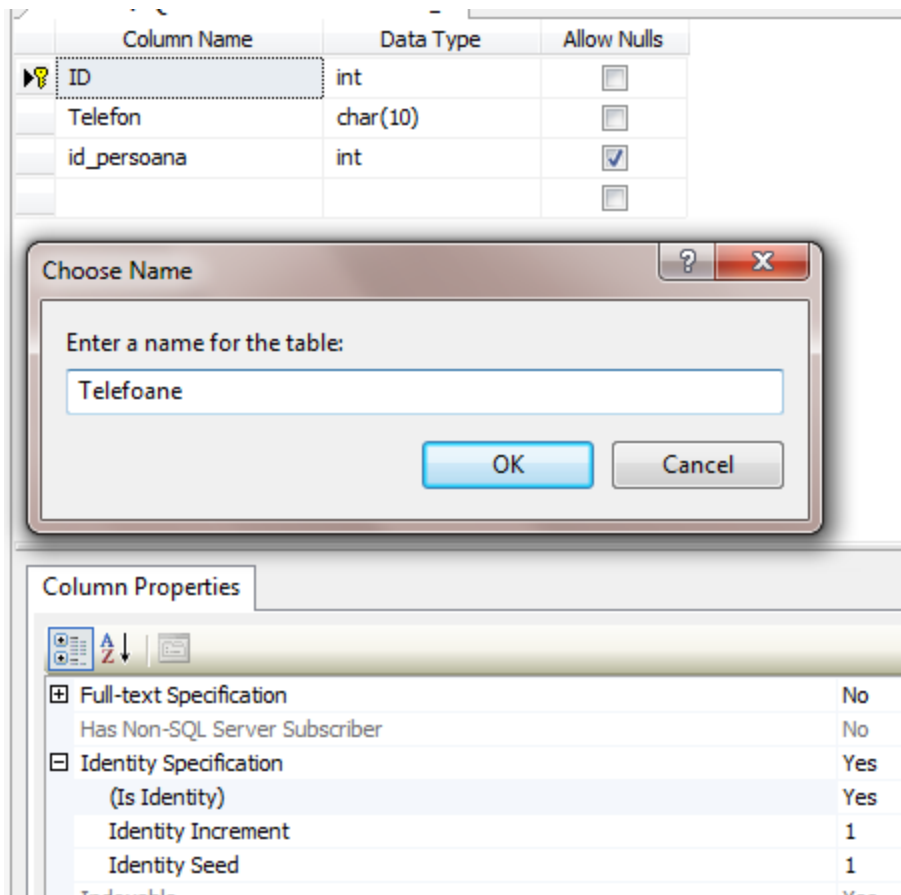 Column Name Data Type Allow Nulls
ID int
Telefon char(10)
id_persoana int
Choose Name
Enter a name for the table:
Telefoane
OK Cancel
Column Properties
Full-text Specification No
Has Non-SQL Server Subscriber No
Identity Specification Yes
(Is Identity) Yes
Identity Increment 1
Identity Seed 1